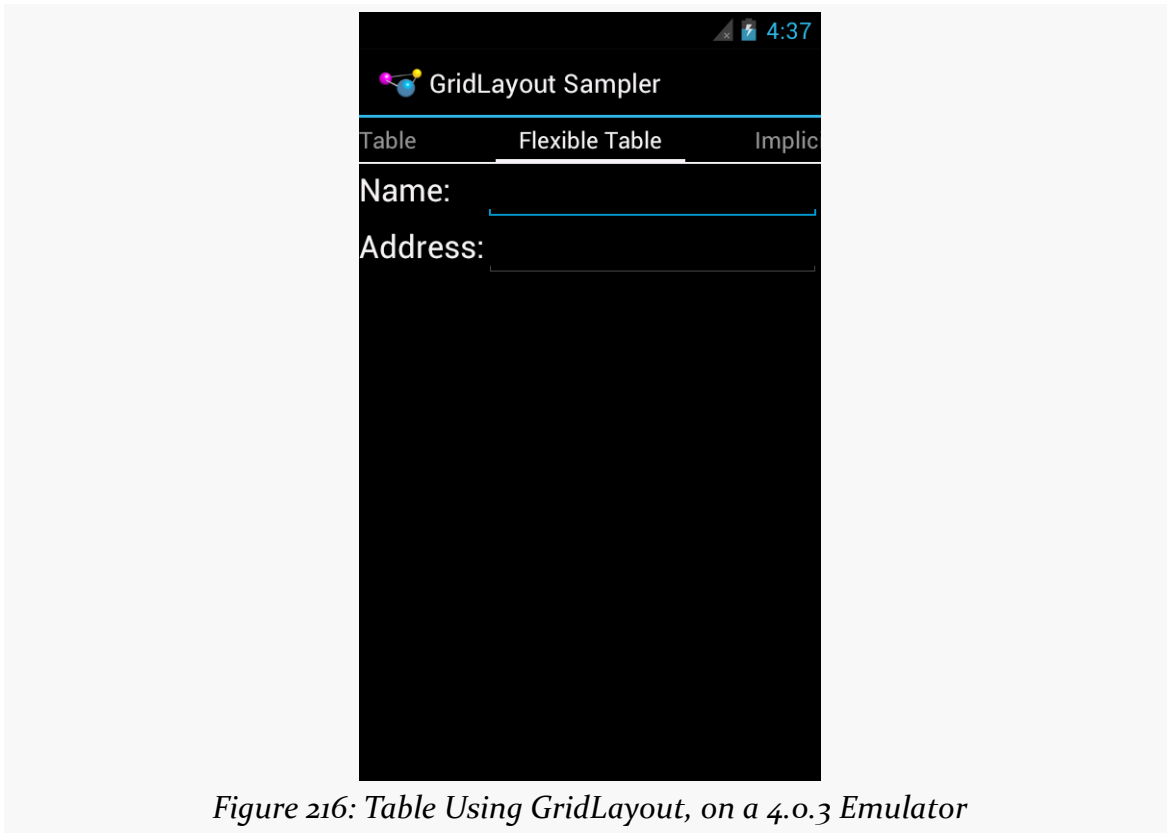 4:37
GridLayout Sampler
Table Flexible Table Implic
Name:
Address:
Figure 216: Table Using GridLayout, on a 4.0.3 Emulator